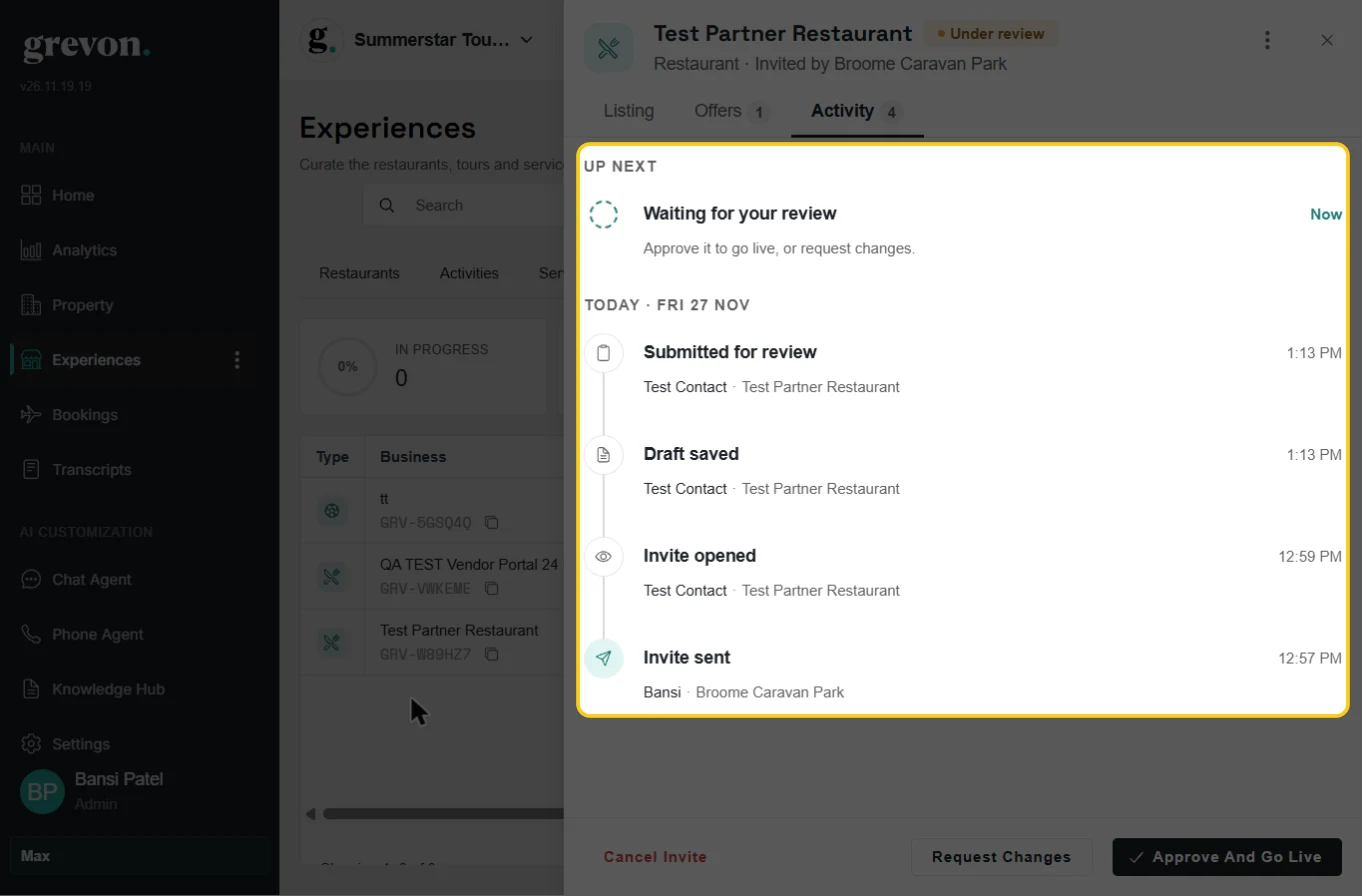 grevon.
v26.11.19.19
MAIN
Home
Analytics
Property
Experiences
Bookings
Transcripts
AI CUSTOMIZATION
Chat Agent
Phone Agent
Knowledge Hub
Settings
BP
Bansi Patel
Admin
Max
g.
Summerstar Tou...
Experiences
Curate the restaurants, tours and servic
Search
Restaurants
Activities
Ser
0%
IN PROGRESS
0
Type
Business
tt
GRV-5GSQ4Q
QA TEST Vendor Portal 24
GRV-VWKEME
Test Partner Restaurant
GRV-W89HZ7
Test Partner Restaurant
Under review
Restaurant · Invited by Broome Caravan Park
Listing
Offers 1
Activity 4
UP NEXT
Waiting for your review
Now
Approve it to go live, or request changes.
TODAY · FRI 27 NOV
Submitted for review
1:13 PM
Test Contact · Test Partner Restaurant
Draft saved
1:13 PM
Test Contact · Test Partner Restaurant
Invite opened
12:59 PM
Test Contact · Test Partner Restaurant
Invite sent
12:57 PM
Bansi · Broome Caravan Park
Cancel Invite
Request Changes
Approve And Go Live